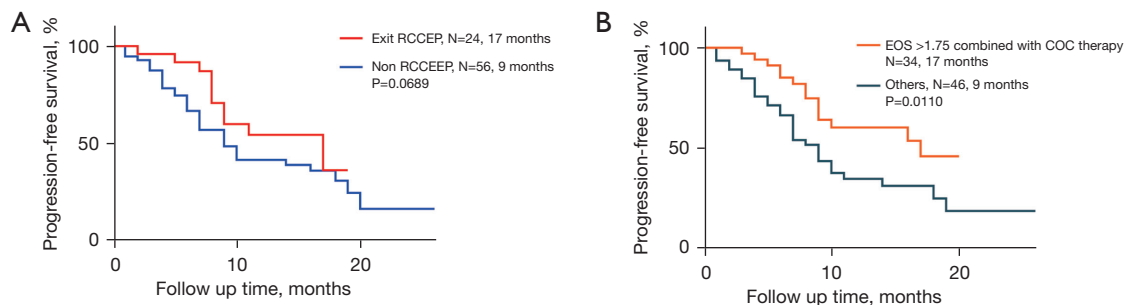 A
Progression-free survival, %
100
50
0
0
10
20
Follow up time, months
Exit RCCEP, N=24, 17 months
Non RCCEEP, N=56, 9 months
P=0.0689
B
Progression-free survival, %
100
50
0
0
10
20
Follow up time, months
EOS >1.75 combined with COC therapy
N=34, 17 months
Others, N=46, 9 months
P=0.0110